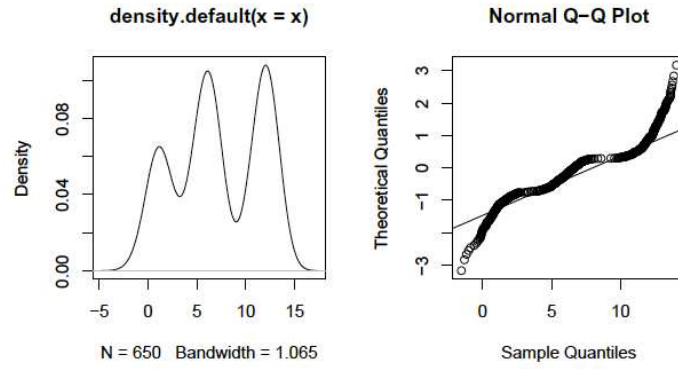 density.default(x = x)
Density
0.00
0.04
0.08
−5 0 5 10 15
N = 650 Bandwidth = 1.065
Normal Q−Q Plot
Theoretical Quantiles
−3
−1
0
1
2
3
0 5 10
Sample Quantiles